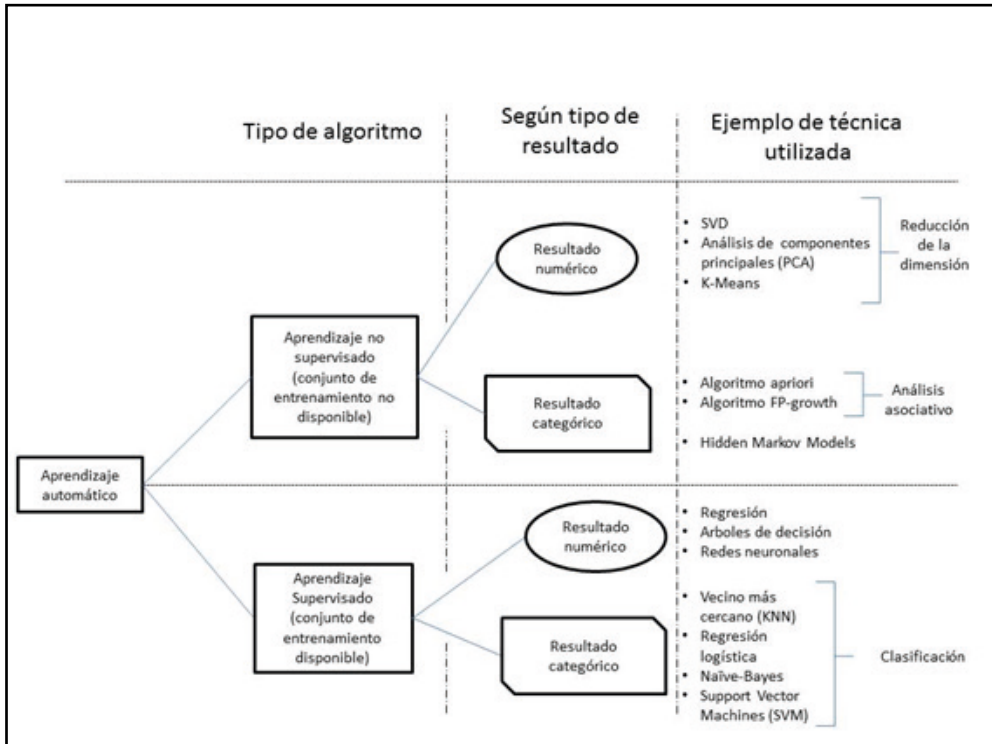 Tipo de algoritmo
Según tipo de
resultado
Ejemplo de técnica
utilizada
Aprendizaje
automático
Aprendizaje no
supervisado
(conjunto de
entrenamiento no
disponible)
Resultado
numérico
• SVD
• Análisis de componentes
principales (PCA)
• K-Means
Reducción
de la
dimensión
Resultado
categórico
• Algoritmo apriori
• Algoritmo FP-growth
Análisis
asociativo
• Hidden Markov Models
Aprendizaje
Supervisado
(conjunto de
entrenamiento
disponible)
Resultado
numérico
• Regresión
• Arboles de decisión
• Redes neuronales
Resultado
categórico
• Vecino más
cercano (KNN)
• Regresión
logística
• Naïve-Bayes
• Support Vector
Machines (SVM)
Clasificación